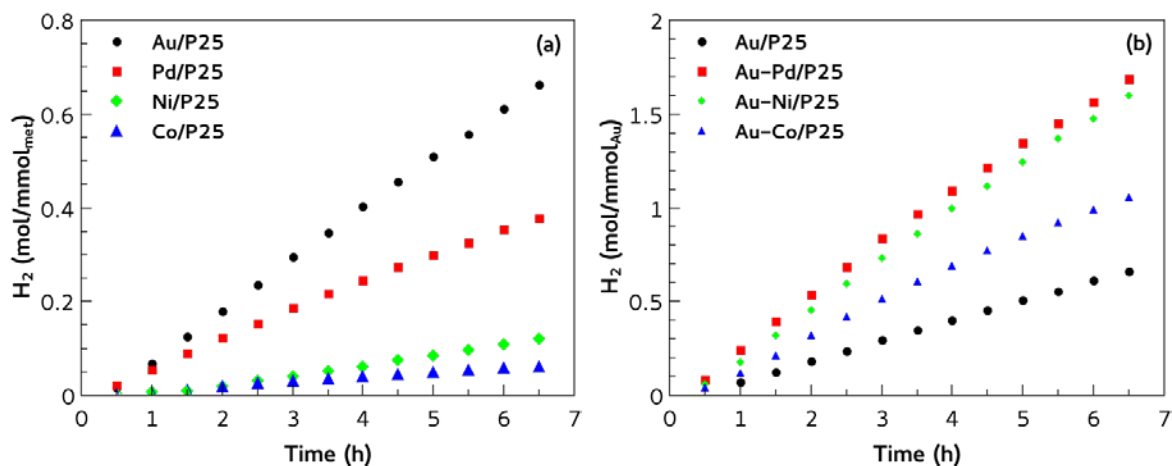 (a)
Au/P25
Pd/P25
Ni/P25
Co/P25
H₂ (mol/mmol_met)
0.8
0.6
0.4
0.2
0
0 1 2 3 4 5 6 7
Time (h)
(b)
Au/P25
Au–Pd/P25
Au–Ni/P25
Au–Co/P25
H₂ (mol/mmol_Au)
2
1.5
1
0.5
0
0 1 2 3 4 5 6 7
Time (h)